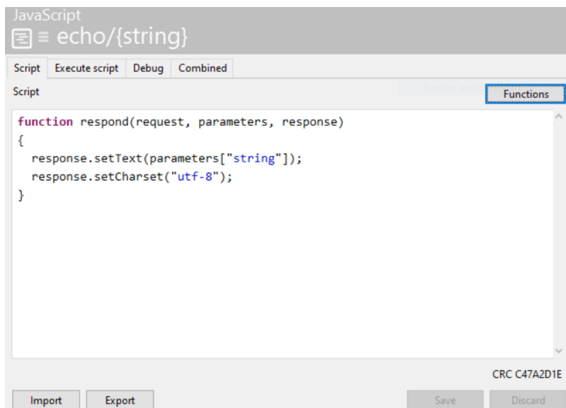 JavaScript
echo/{string}
Script Execute script Debug Combined
Script
Functions
function respond(request, parameters, response)
{
response.setText(parameters["string"]);
response.setCharset("utf-8");
}
CRC C47A2D1E
Import Export Save Discard